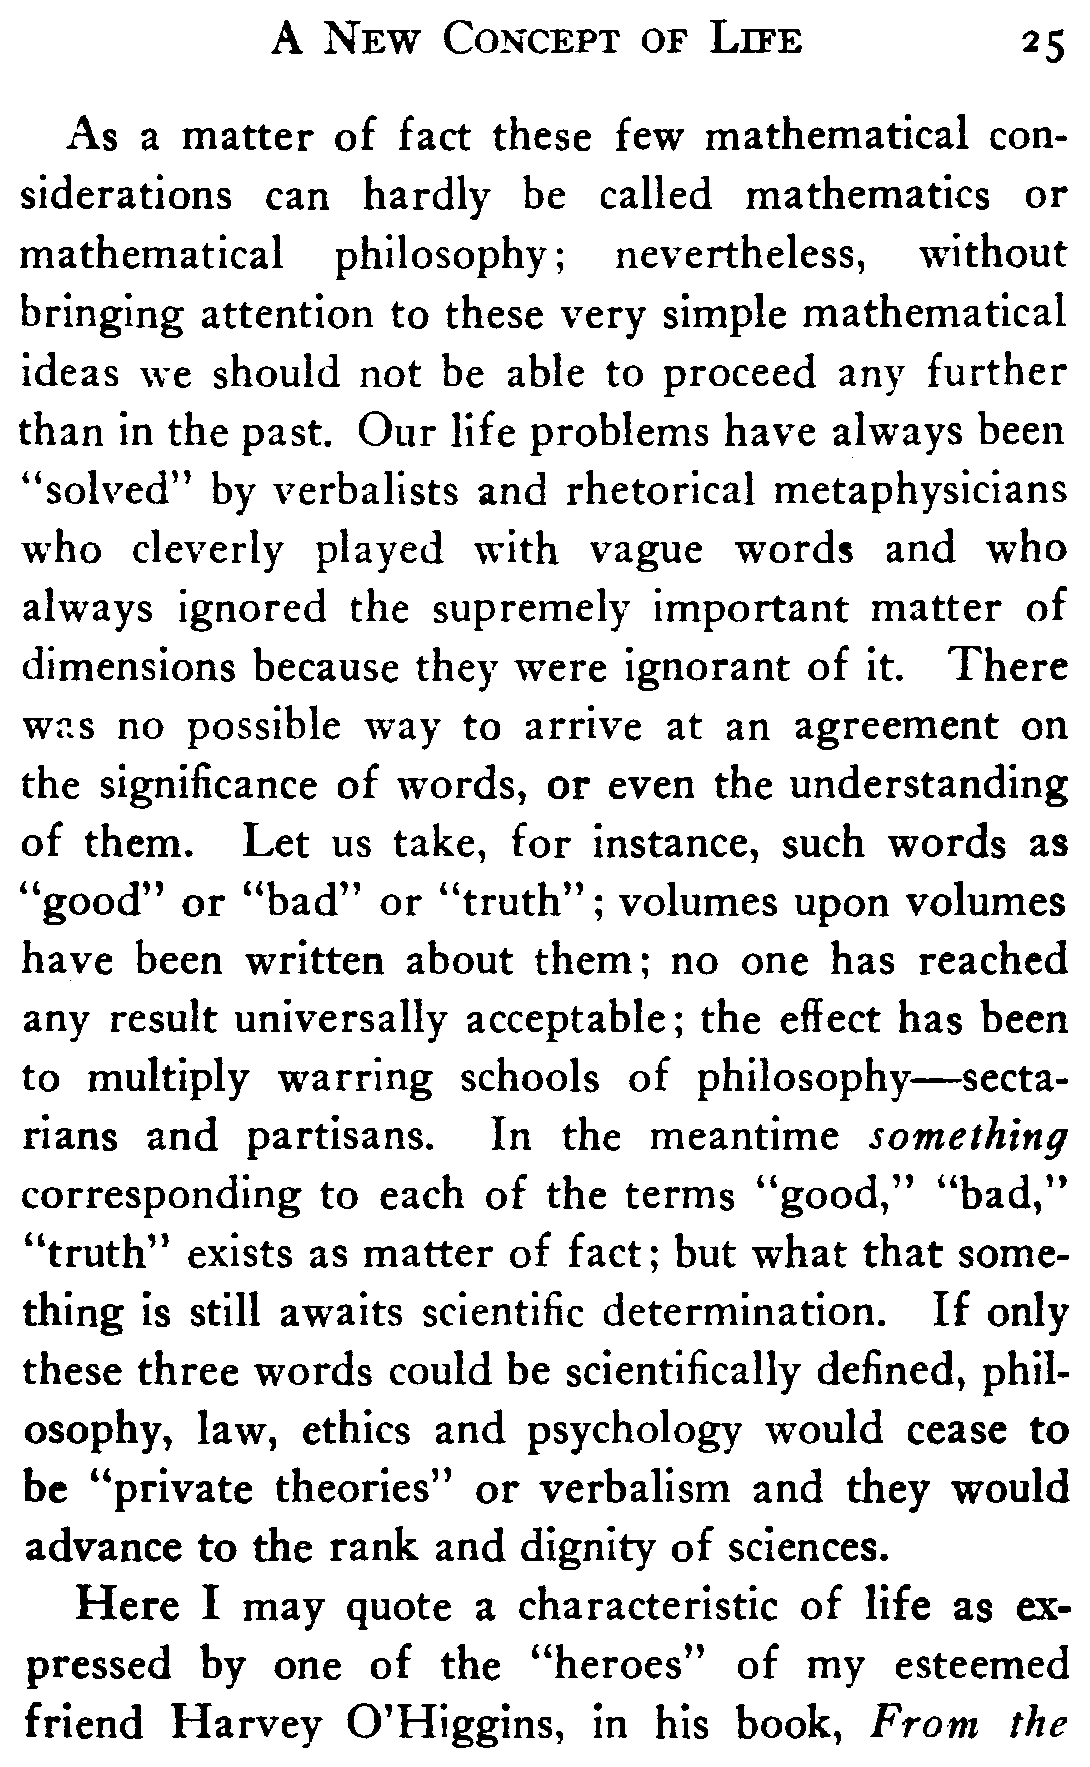 A New Concept of Life 25
As a matter of fact these few mathematical con-
siderations can hardly be called mathematics or
mathematical philosophy; nevertheless, without
bringing attention to these very simple mathematical
ideas we should not be able to proceed any further
than in the past. Our life problems have always been
“solved” by verbalists and rhetorical metaphysicians
who cleverly played with vague words and who
always ignored the supremely important matter of
dimensions because they were ignorant of it. There
was no possible way to arrive at an agreement on
the significance of words, or even the understanding
of them. Let us take, for instance, such words as
“good” or “bad” or “truth”; volumes upon volumes
have been written about them; no one has reached
any result universally acceptable; the effect has been
to multiply warring schools of philosophy—secta-
rians and partisans. In the meantime something
corresponding to each of the terms “good,” “bad,”
“truth” exists as matter of fact; but what that some-
thing is still awaits scientific determination. If only
these three words could be scientifically defined, phil-
osophy, law, ethics and psychology would cease to
be “private theories” or verbalism and they would
advance to the rank and dignity of sciences.
Here I may quote a characteristic of life as ex-
pressed by one of the “heroes” of my esteemed
friend Harvey O’Higgins, in his book, From the